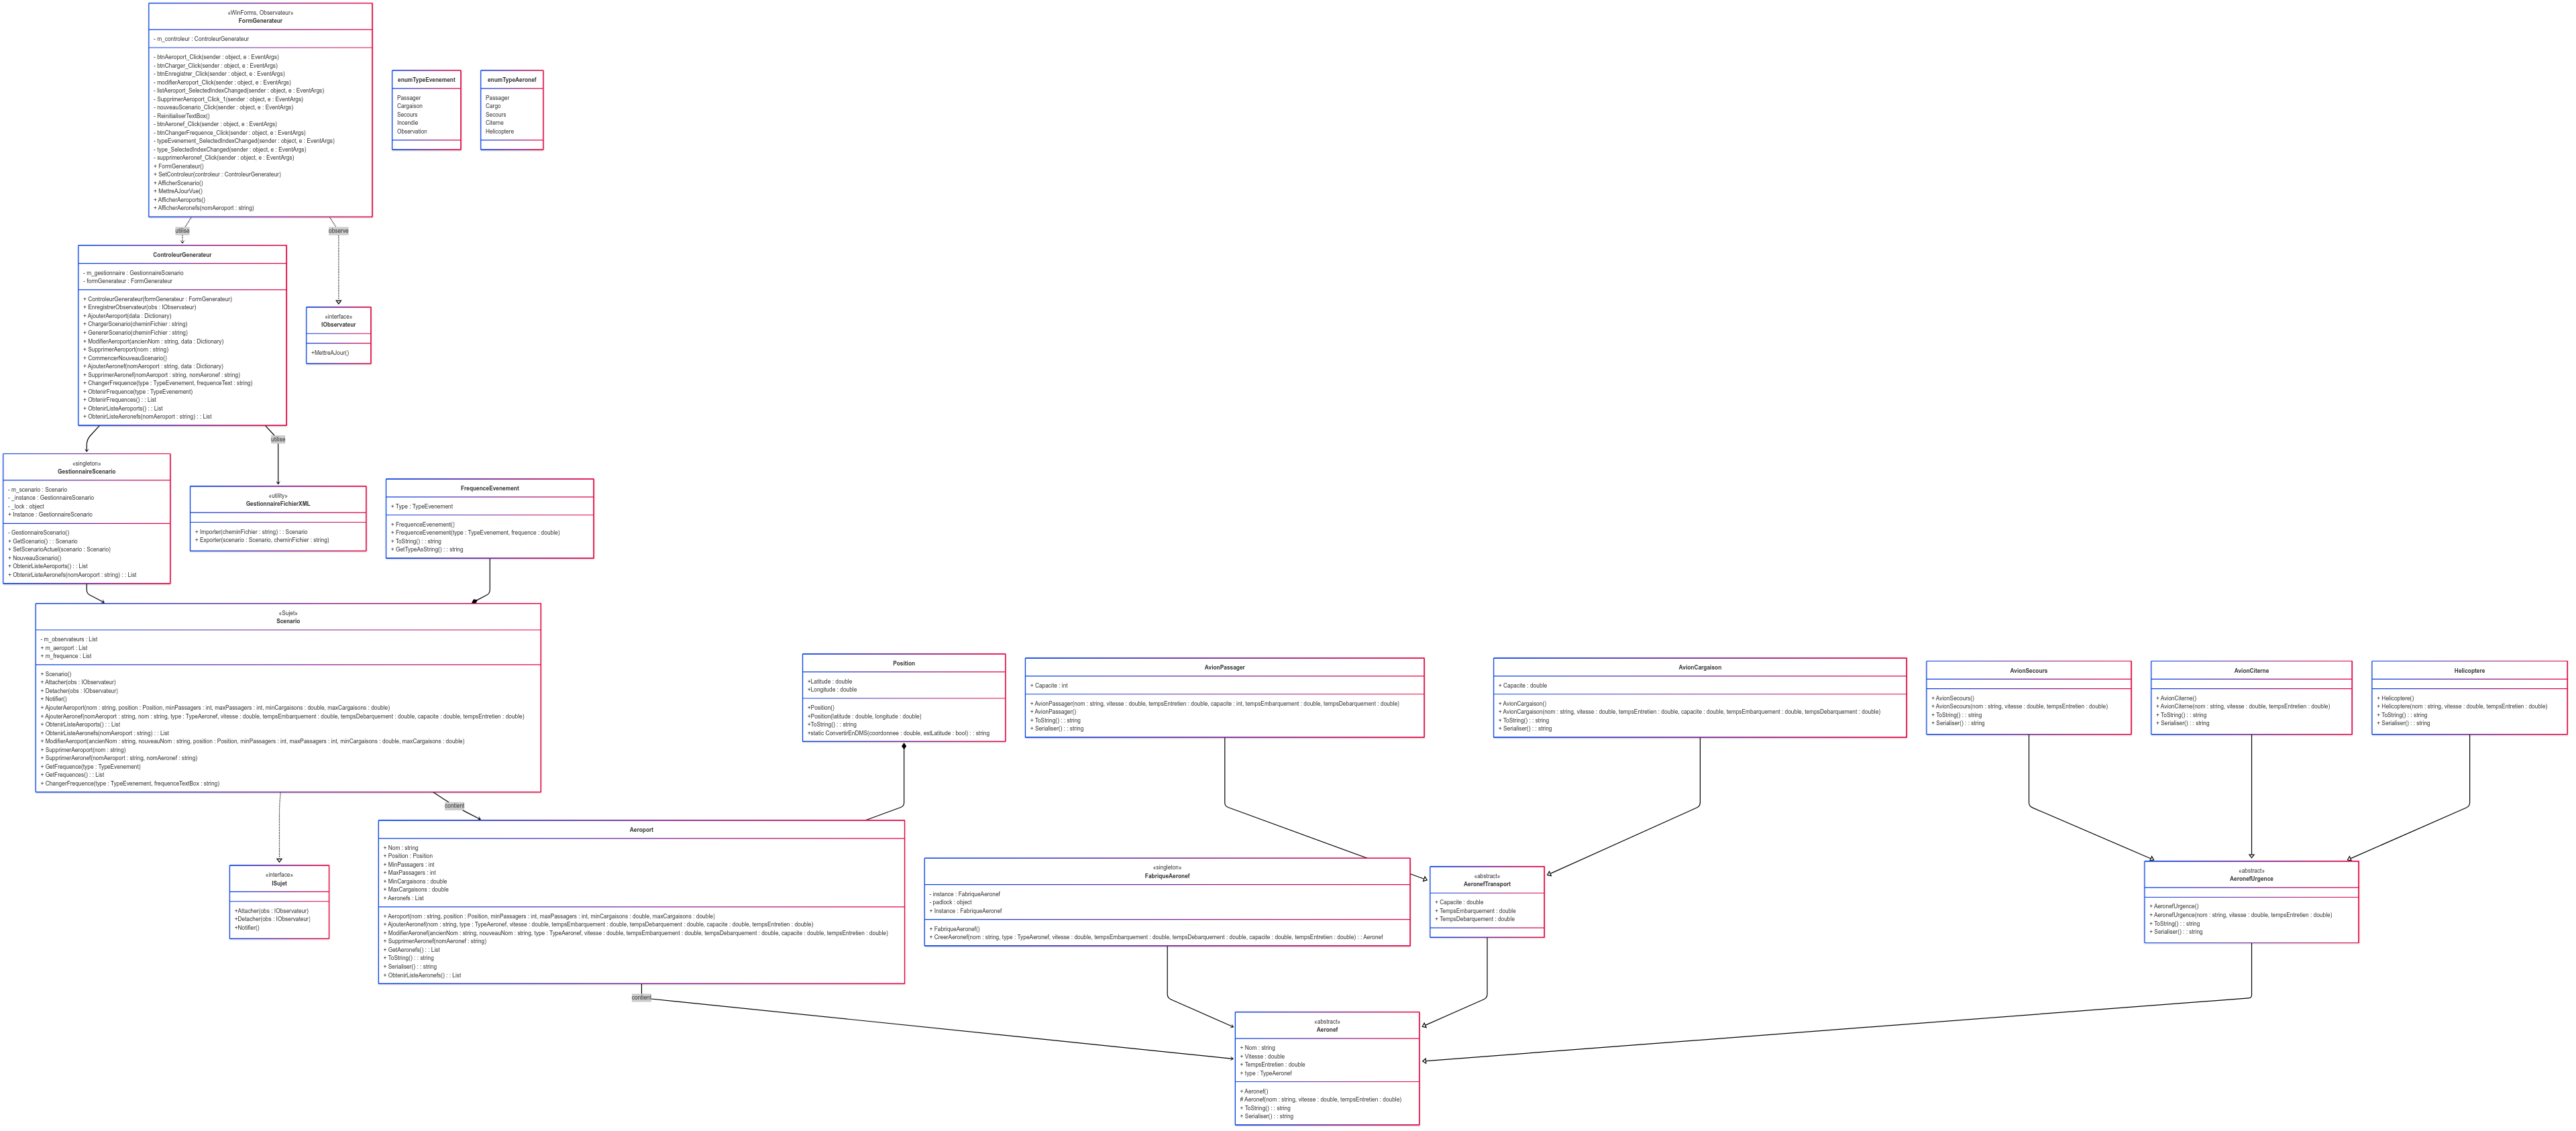 «WinForms, Observateur»
FormGenerateur
- m_controleur : ControleurGenerateur
- btnAeroport_Click(sender : object, e : EventArgs)
- btnCharger_Click(sender : object, e : EventArgs)
- btnEnregistrer_Click(sender : object, e : EventArgs)
- modifierAeroport_Click(sender : object, e : EventArgs)
- listAeroport_SelectedIndexChanged(sender : object, e : EventArgs)
- SupprimerAeroport_Click_1(sender : object, e : EventArgs)
- nouveauScenario_Click(sender : object, e : EventArgs)
- ReinitialiserTextBox()
- btnAeronef_Click(sender : object, e : EventArgs)
- btnChangerFrequence_Click(sender : object, e : EventArgs)
- typeEvenement_SelectedIndexChanged(sender : object, e : EventArgs)
- type_SelectedIndexChanged(sender : object, e : EventArgs)
- supprimerAeronef_Click(sender : object, e : EventArgs)
+ FormGenerateur()
+ SetControleur(controleur : ControleurGenerateur)
+ AfficherScenario()
+ MettreAJourVue()
+ AfficherAeroports()
+ AfficherAeronefs(nomAeroport : string)
enumTypeEvenement
Passager
Cargaison
Secours
Incendie
Observation
enumTypeAeronef
Passager
Cargo
Secours
Citerne
Helicoptere
utilise
observe
ControleurGenerateur
- m_gestionnaire : GestionnaireScenario
- formGenerateur : FormGenerateur
+ ControleurGenerateur(formGenerateur : FormGenerateur)
+ EnregistrerObservateur(obs : IObservateur)
+ AjouterAeroport(data : Dictionary)
+ ChargerScenario(cheminFichier : string)
+ GenererScenario(cheminFichier : string)
+ ModifierAeroport(ancienNom : string, data : Dictionary)
+ SupprimerAeroport(nom : string)
+ CommencerNouveauScenario()
+ AjouterAeronef(nomAeroport : string, data : Dictionary)
+ SupprimerAeronef(nomAeroport : string, nomAeronef : string)
+ ChangerFrequence(type : TypeEvenement, frequenceText : string)
+ ObtenirFrequence(type : TypeEvenement)
+ ObtenirFrequences() : : List
+ ObtenirListeAeroports() : : List
+ ObtenirListeAeronefs(nomAeroport : string) : : List
«interface»
IObservateur
+MettreAJour()
utilise
«singleton»
GestionnaireScenario
- m_scenario : Scenario
- _instance : GestionnaireScenario
- _lock : object
+ Instance : GestionnaireScenario
- GestionnaireScenario()
+ GetScenario() : : Scenario
+ SetScenarioActuel(scenario : Scenario)
+ NouveauScenario()
+ ObtenirListeAeroports() : : List
+ ObtenirListeAeronefs(nomAeroport : string) : : List
«utility»
GestionnaireFichierXML
+ Importer(cheminFichier : string) : : Scenario
+ Exporter(scenario : Scenario, cheminFichier : string)
FrequenceEvenement
+ Type : TypeEvenement
+ FrequenceEvenement()
+ FrequenceEvenement(type : TypeEvenement, frequence : double)
+ ToString() : : string
+ GetTypeAsString() : : string
«Sujet»
Scenario
- m_observateurs : List
+ m_aeroport : List
+ m_frequence : List
+ Scenario()
+ Attacher(obs : IObservateur)
+ Detacher(obs : IObservateur)
+ Notifier()
+ AjouterAeroport(nom : string, position : Position, minPassagers : int, maxPassagers : int, minCargaisons : double, maxCargaisons : double)
+ AjouterAeronef(nomAeroport : string, nom : string, type : TypeAeronef, vitesse : double, tempsEmbarquement : double, tempsDebarquement : double, capacite : double, tempsEntretien : double)
+ ObtenirListeAeroports() : : List
+ ObtenirListeAeronefs(nomAeroport : string) : : List
+ ModifierAeroport(ancienNom : string, nouveauNom : string, position : Position, minPassagers : int, maxPassagers : int, minCargaisons : double, maxCargaisons : double)
+ SupprimerAeroport(nom : string)
+ SupprimerAeronef(nomAeroport : string, nomAeronef : string)
+ GetFrequence(type : TypeEvenement)
+ GetFrequences() : : List
+ ChangerFrequence(type : TypeEvenement, frequenceTextBox : string)
Position
+Latitude : double
+Longitude : double
+Position()
+Position(latitude : double, longitude : double)
+ToString() : : string
+static ConvertirEnDMS(coordonnee : double, estLatitude : bool) : : string
AvionPassager
+ Capacite : int
+ AvionPassager(nom : string, vitesse : double, tempsEntretien : double, capacite : int, tempsEmbarquement : double, tempsDebarquement : double)
+ AvionPassager()
+ ToString() : : string
+ Serialiser() : : string
AvionCargaison
+ Capacite : double
+ AvionCargaison()
+ AvionCargaison(nom : string, vitesse : double, tempsEntretien : double, capacite : double, tempsEmbarquement : double, tempsDebarquement : double)
+ ToString() : : string
+ Serialiser() : : string
AvionSecours
+ AvionSecours()
+ AvionSecours(nom : string, vitesse : double, tempsEntretien : double)
+ ToString() : : string
+ Serialiser() : : string
AvionCiterne
+ AvionCiterne()
+ AvionCiterne(nom : string, vitesse : double, tempsEntretien : double)
+ ToString() : : string
+ Serialiser() : : string
Helicoptere
+ Helicoptere()
+ Helicoptere(nom : string, vitesse : double, tempsEntretien : double)
+ ToString() : : string
+ Serialiser() : : string
contient
«interface»
ISujet
+Attacher(obs : IObservateur)
+Detacher(obs : IObservateur)
+Notifier()
Aeroport
+ Nom : string
+ Position : Position
+ MinPassagers : int
+ MaxPassagers : int
+ MinCargaisons : double
+ MaxCargaisons : double
+ Aeronefs : List
+ Aeroport(nom : string, position : Position, minPassagers : int, maxPassagers : int, minCargaisons : double, maxCargaisons : double)
+ AjouterAeronef(nom : string, type : TypeAeronef, vitesse : double, tempsEmbarquement : double, tempsDebarquement : double, capacite : double, tempsEntretien : double)
+ ModifierAeronef(ancienNom : string, nouveauNom : string, type : TypeAeronef, vitesse : double, tempsEmbarquement : double, tempsDebarquement : double, capacite : double, tempsEntretien : double)
+ SupprimerAeronef(nomAeronef : string)
+ GetAeronefs() : : List
+ ToString() : : string
+ Serialiser() : : string
+ ObtenirListeAeronefs() : : List
«singleton»
FabriqueAeronef
- instance : FabriqueAeronef
- padlock : object
+ Instance : FabriqueAeronef
+ FabriqueAeronef()
+ CreerAeronef(nom : string, type : TypeAeronef, vitesse : double, tempsEmbarquement : double, tempsDebarquement : double, capacite : double, tempsEntretien : double) : : Aeronef
«abstract»
AeronefTransport
+ Capacite : double
+ TempsEmbarquement : double
+ TempsDebarquement : double
«abstract»
AeronefUrgence
+ AeronefUrgence()
+ AeronefUrgence(nom : string, vitesse : double, tempsEntretien : double)
+ ToString() : : string
+ Serialiser() : : string
contient
«abstract»
Aeronef
+ Nom : string
+ Vitesse : double
+ TempsEntretien : double
+ type : TypeAeronef
+ Aeronef()
# Aeronef(nom : string, vitesse : double, tempsEntretien : double)
+ ToString() : : string
+ Serialiser() : : string